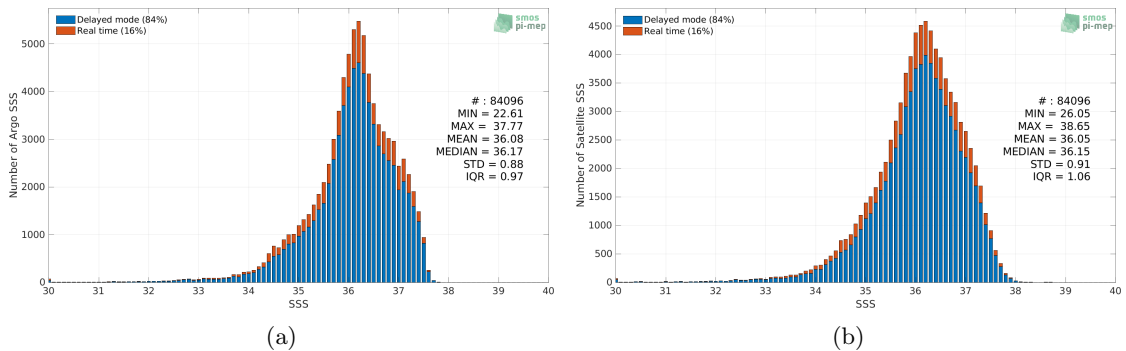 Delayed mode (84%)
Real time (16%)
smos
pi-mep
# : 84096
MIN = 22.61
MAX = 37.77
MEAN = 36.08
MEDIAN = 36.17
STD = 0.88
IQR = 0.97
Number of Argo SSS
5000
4000
3000
2000
1000
0
30 31 32 33 34 35 36 37 38 39 40
SSS
(a)
Delayed mode (84%)
Real time (16%)
smos
pi-mep
# : 84096
MIN = 26.05
MAX = 38.65
MEAN = 36.05
MEDIAN = 36.15
STD = 0.91
IQR = 1.06
Number of Satellite SSS
4500
4000
3500
3000
2500
2000
1500
1000
500
0
30 31 32 33 34 35 36 37 38 39 40
SSS
(b)